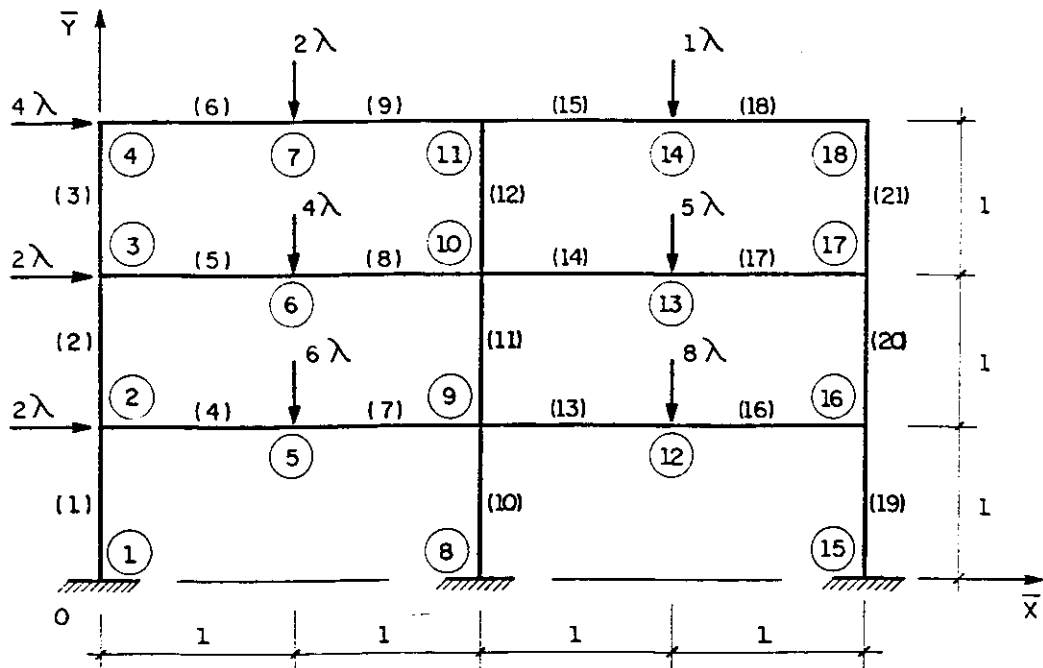 Y
2λ 1λ
4λ (6) (9) (15) (18)
4 7 11 14 18
(3) 4λ (12) 5λ (21) 1
3 10 17
2λ (5) (8) (14) (17)
6 13
(2) 6λ (11) 8λ (20) 1
2 9 16
2λ (4) (7) (13) (16)
5 12
(1) (10) (19) 1
1 8 15
O X
1 1 1 1